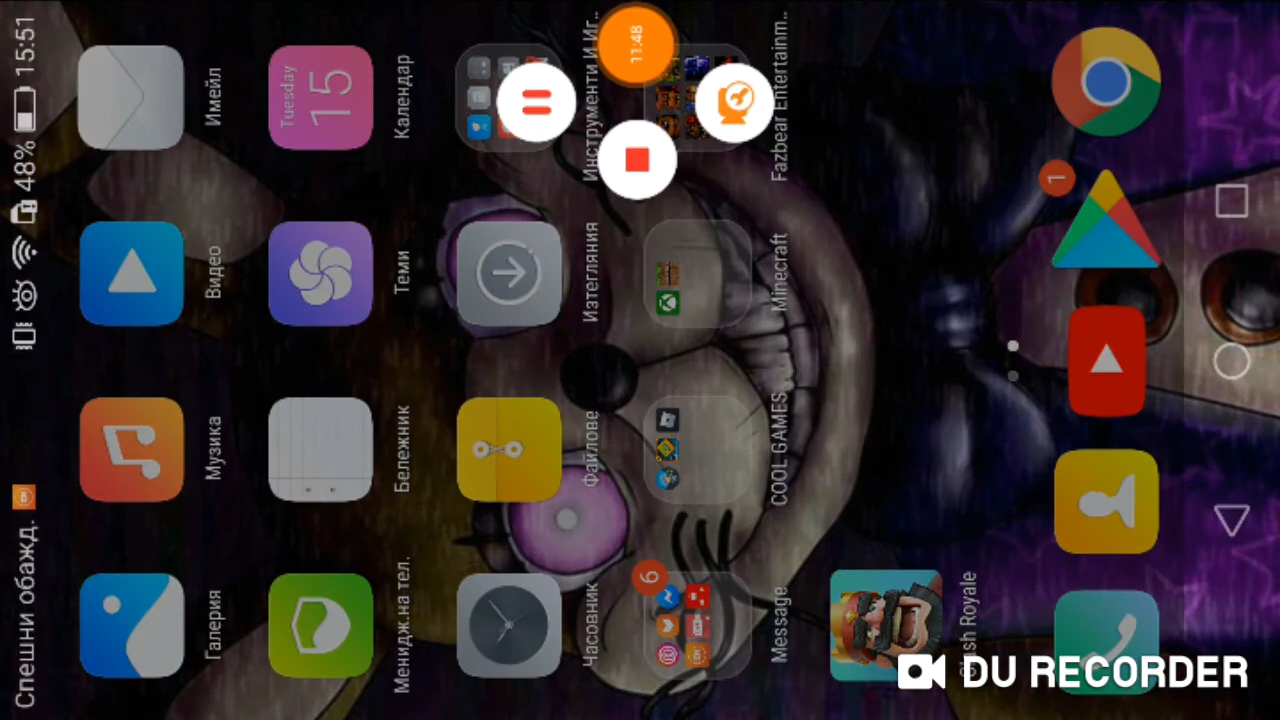 Спешни обажд.
48% 15:51
Галерия
Музика
Видео
Имейл
Мениджн.на тел.
Бележник
Теми
Tuesday
15
Календар
Часовник
файлове
Изтегляния
Инструменти И Иг..
11:48
6
Message
COOL GAMES
Minecraft
Fazbear Entertainm..
Clash Royale
1
DU RECORDER